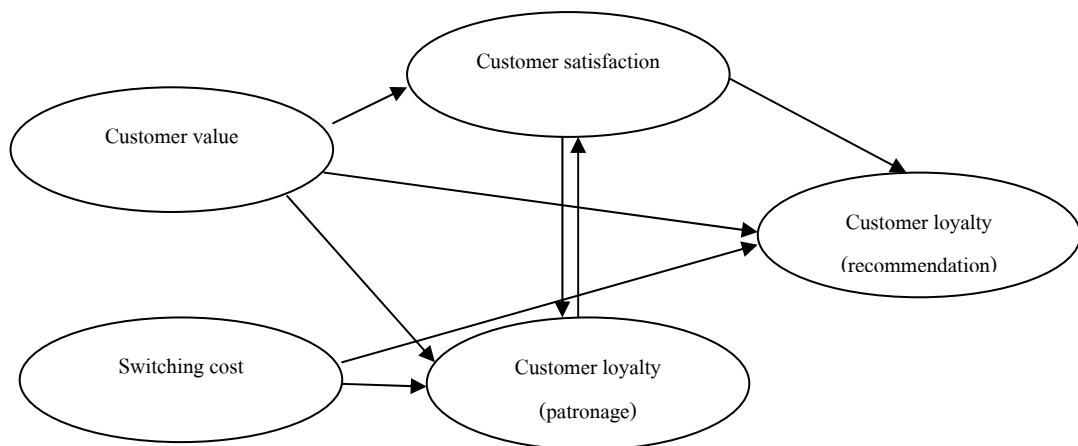 Customer satisfaction
Customer value
Customer loyalty
(recommendation)
Switching cost
Customer loyalty
(patronage)